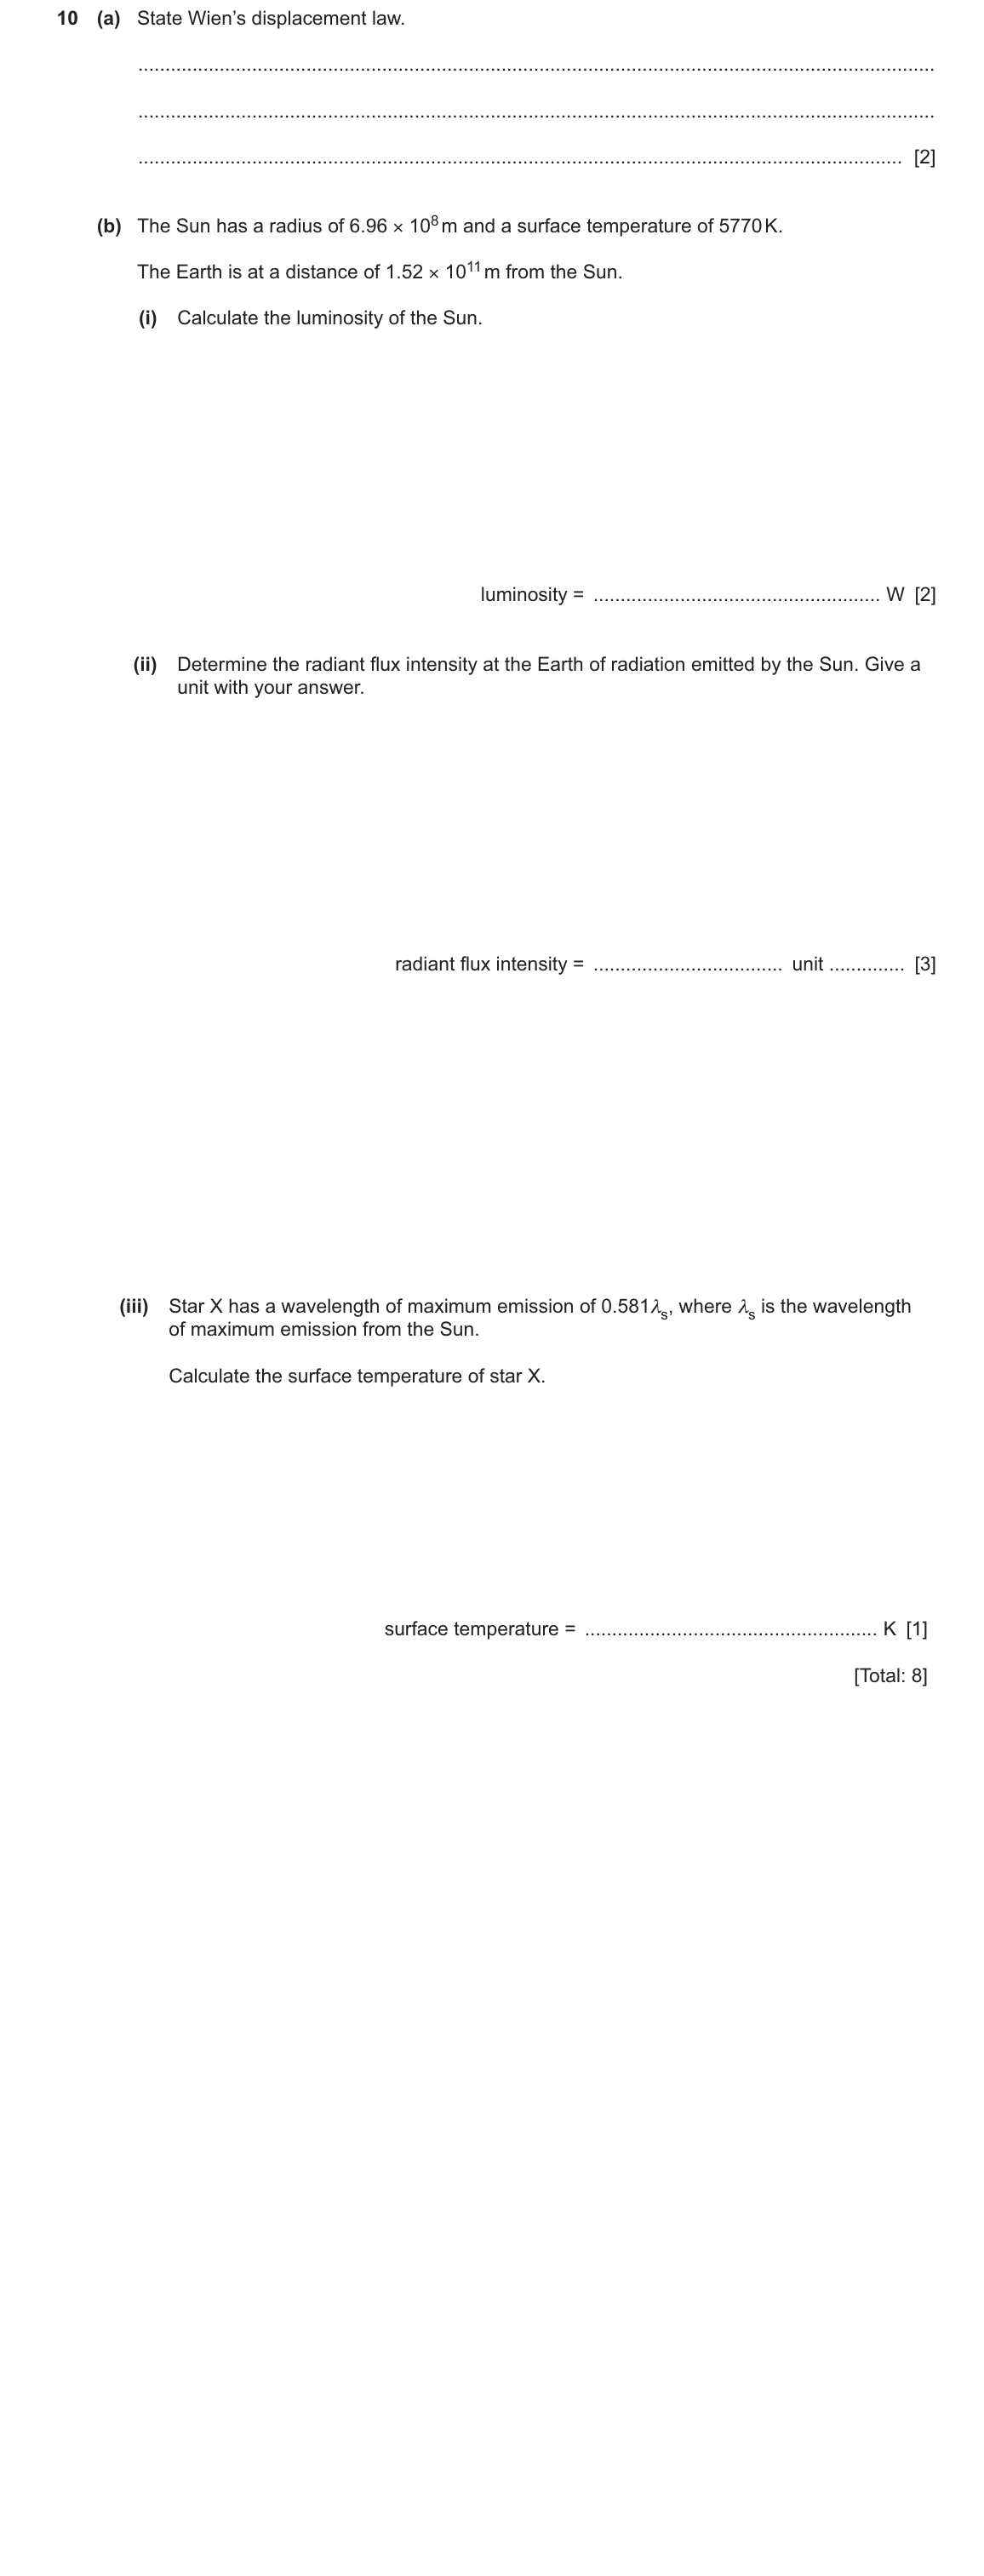 10 (a) State Wien’s displacement law.
..........................................................................................................................................................
..........................................................................................................................................................
.................................................................................................................................................... [2]
(b) The Sun has a radius of 6.96 × 10⁸ m and a surface temperature of 5770 K.
The Earth is at a distance of 1.52 × 10¹¹ m from the Sun.
(i) Calculate the luminosity of the Sun.
luminosity = ..................................................... W [2]
(ii) Determine the radiant flux intensity at the Earth of radiation emitted by the Sun. Give a
unit with your answer.
radiant flux intensity = ................................... unit .............. [3]
(iii) Star X has a wavelength of maximum emission of 0.581λₛ, where λₛ is the wavelength
of maximum emission from the Sun.
Calculate the surface temperature of star X.
surface temperature = ...................................................... K [1]
[Total: 8]